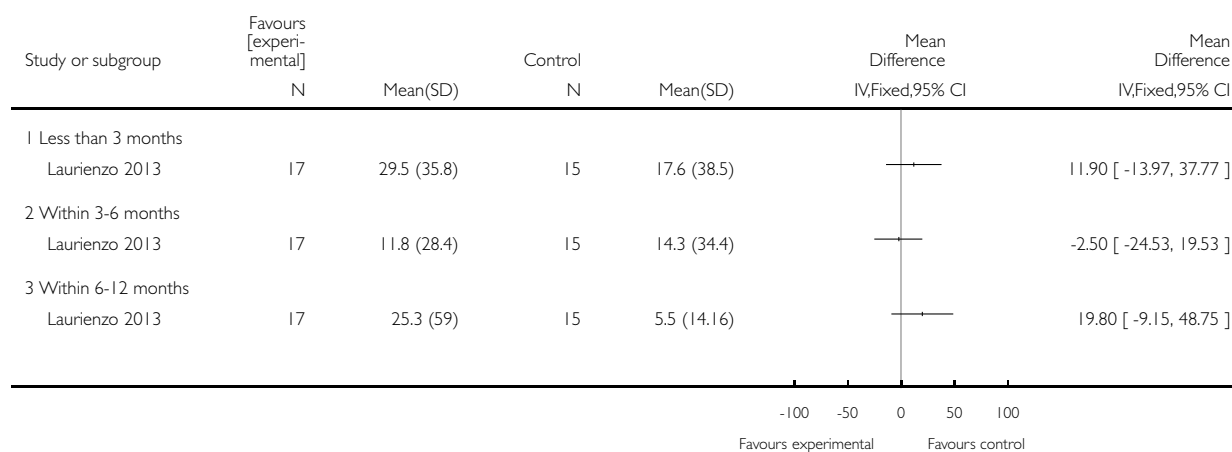 Study or subgroup Favours [experi- mental] Control Mean Difference Mean Difference
N Mean(SD) N Mean(SD) IV,Fixed,95% CI IV,Fixed,95% CI
1 Less than 3 months
Laurienzo 2013 17 29.5 (35.8) 15 17.6 (38.5) 11.90 [ -13.97, 37.77 ]
2 Within 3-6 months
Laurienzo 2013 17 11.8 (28.4) 15 14.3 (34.4) -2.50 [ -24.53, 19.53 ]
3 Within 6-12 months
Laurienzo 2013 17 25.3 (59) 15 5.5 (14.16) 19.80 [ -9.15, 48.75 ]
-100 -50 0 50 100
Favours experimental Favours control